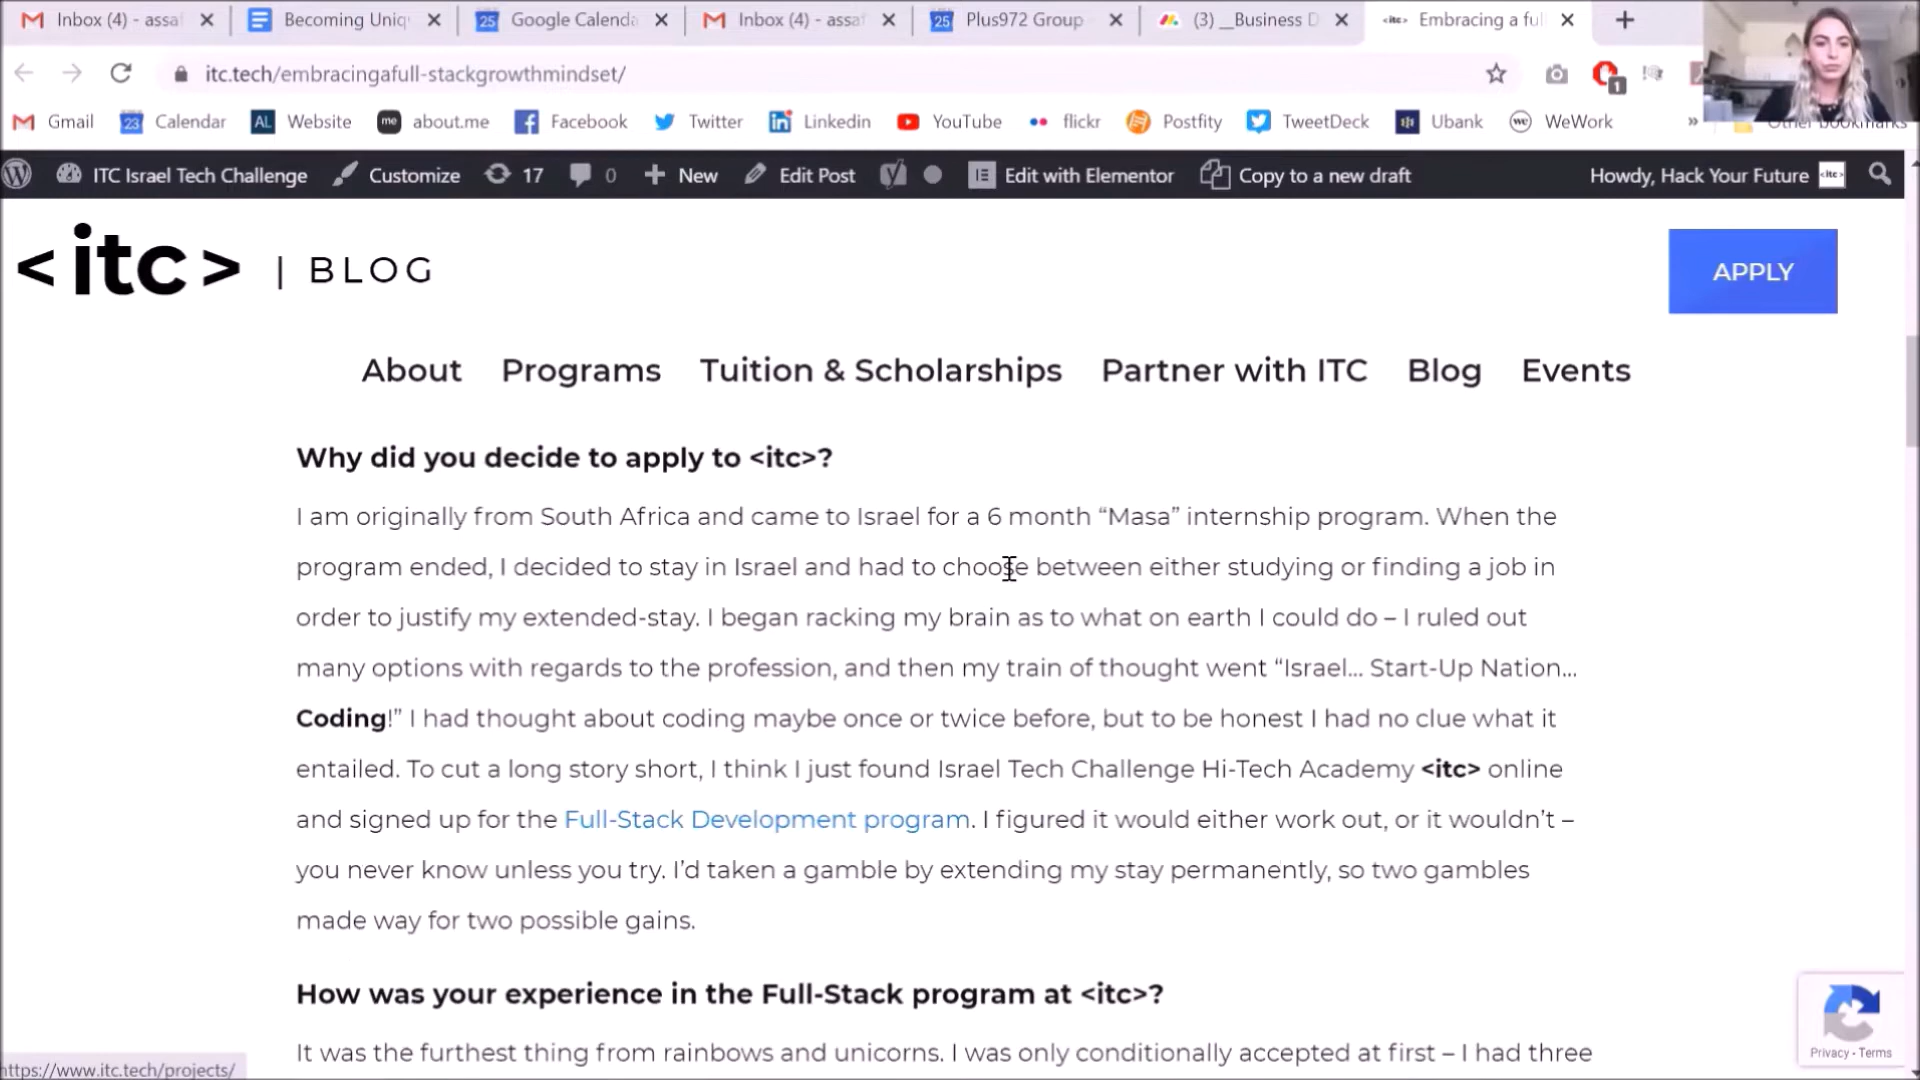 Inbox (4) - assa
Becoming Uniq
Google Calenda
Inbox (4) - assaf
Plus972 Group
(3) __Business D
Embracing a ful
itc.tech/embracingafull-stackgrowthmindset/
1
Gmail
23 Calendar
AL Website
me about.me
Facebook
Twitter
Linkedin
YouTube
flickr
Postfity
TweetDeck
Ubank
WeWork
»
Other bookmarks
ITC Israel Tech Challenge
Customize
17
0
New
Edit Post
Edit with Elementor
Copy to a new draft
Howdy, Hack Your Future
<itc> | BLOG
APPLY
About Programs Tuition & Scholarships Partner with ITC Blog Events
Why did you decide to apply to <itc>?
I am originally from South Africa and came to Israel for a 6 month “Masa” internship program. When the
program ended, I decided to stay in Israel and had to choose between either studying or finding a job in
order to justify my extended-stay. I began racking my brain as to what on earth I could do – I ruled out
many options with regards to the profession, and then my train of thought went “Israel… Start-Up Nation…
Coding!” I had thought about coding maybe once or twice before, but to be honest I had no clue what it
entailed. To cut a long story short, I think I just found Israel Tech Challenge Hi-Tech Academy <itc> online
and signed up for the Full-Stack Development program. I figured it would either work out, or it wouldn’t –
you never know unless you try. I’d taken a gamble by extending my stay permanently, so two gambles
made way for two possible gains.
How was your experience in the Full-Stack program at <itc>?
It was the furthest thing from rainbows and unicorns. I was only conditionally accepted at first – I had three
Privacy - Terms
https://www.itc.tech/projects/